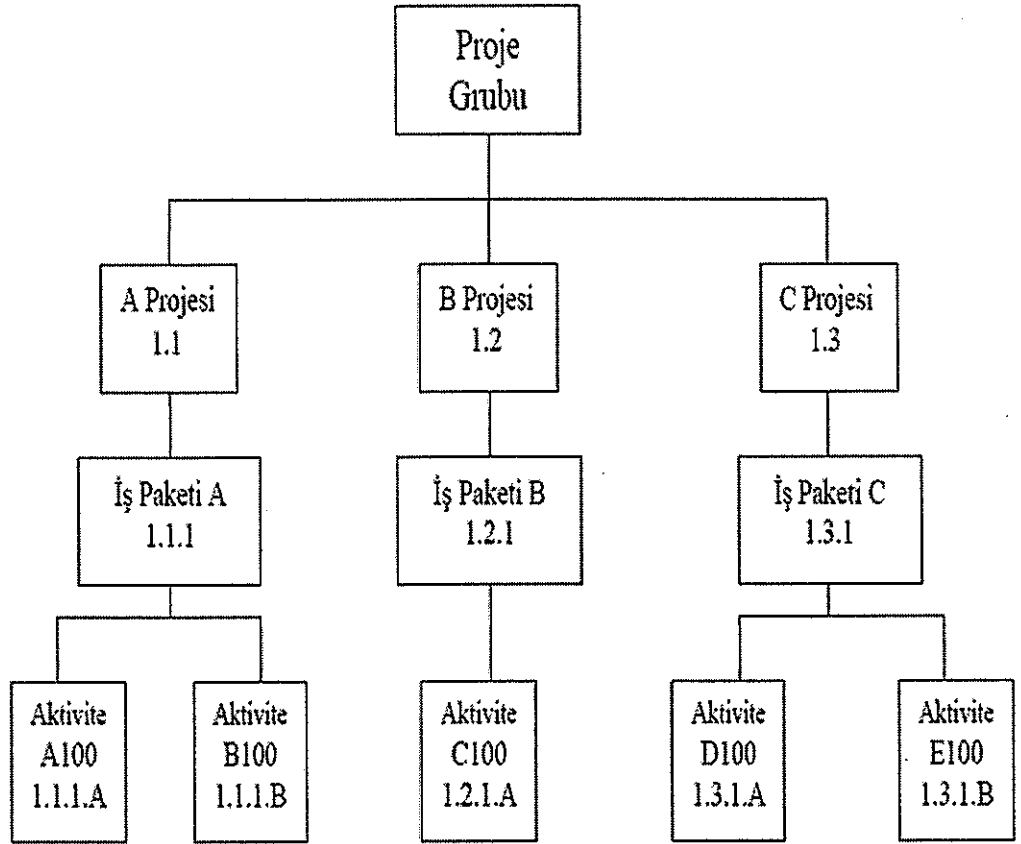 Proje
Grubu
A Projesi
1.1
B Projesi
1.2
C Projesi
1.3
İş Paketi A
1.1.1
İş Paketi B
1.2.1
İş Paketi C
1.3.1
Aktivite
A100
1.1.1.A
Aktivite
B100
1.1.1.B
Aktivite
C100
1.2.1.A
Aktivite
D100
1.3.1.A
Aktivite
E100
1.3.1.B